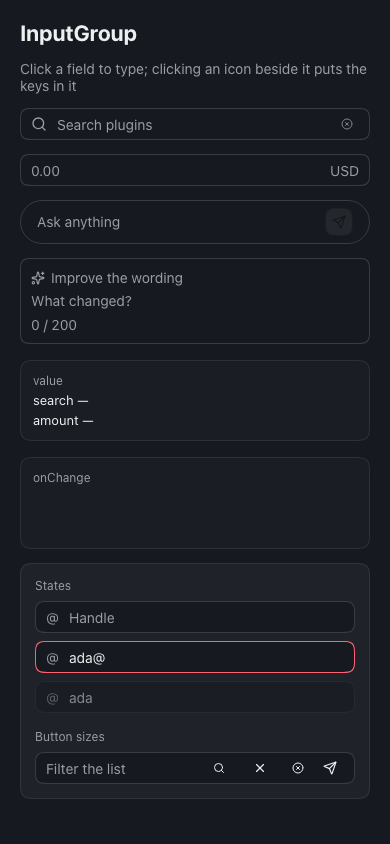 InputGroup
Click a field to type; clicking an icon beside it puts the
keys in it
Search plugins
0.00 USD
Ask anything
Improve the wording
What changed?
0 / 200
value
search —
amount —
onChange
States
@ Handle
@ ada@
@ ada
Button sizes
Filter the list